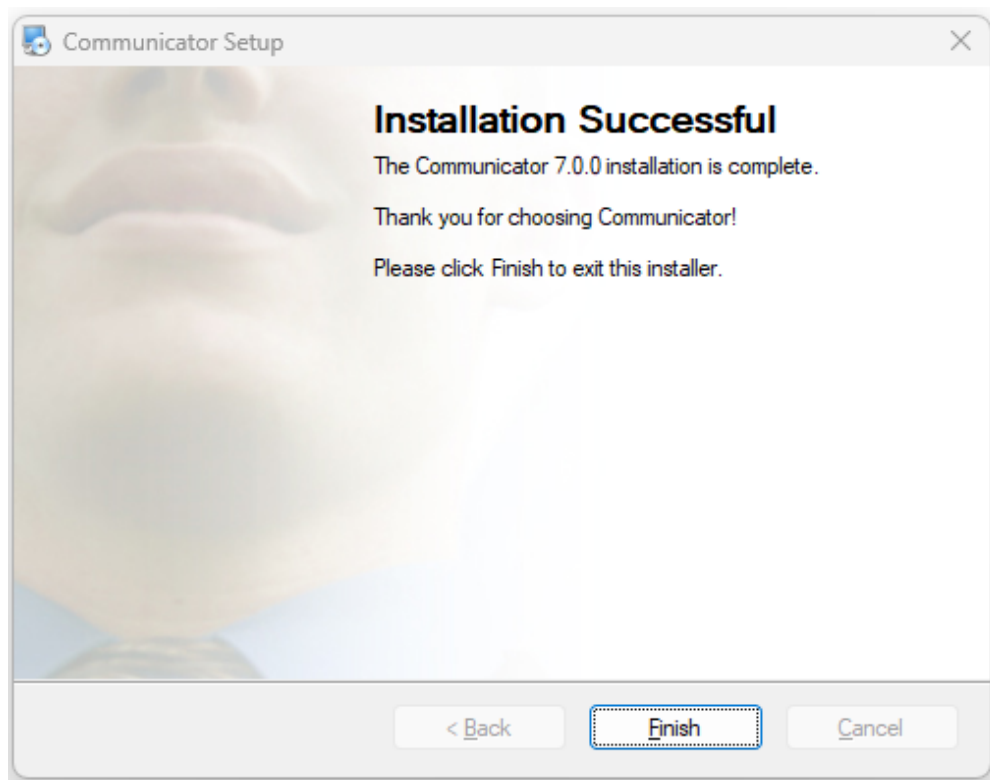 Communicator Setup
Installation Successful
The Communicator 7.0.0 installation is complete.
Thank you for choosing Communicator!
Please click Finish to exit this installer.
< Back
Finish
Cancel